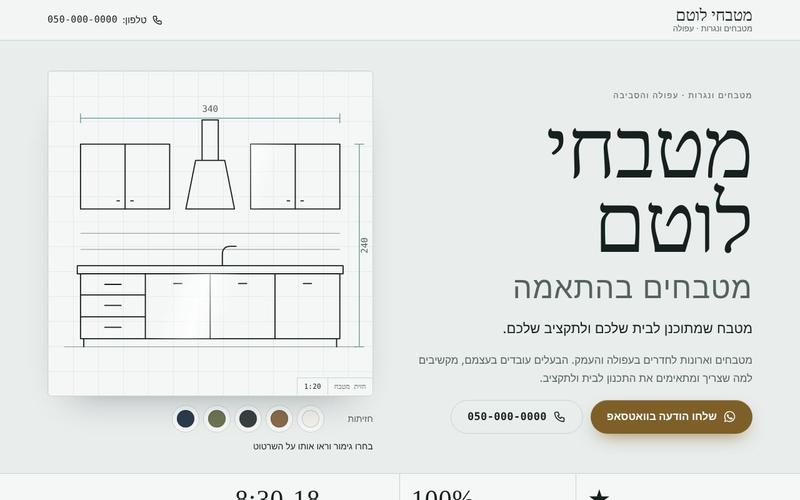 מטבחי לוטם
מטבחים ונגרות · עפולה
טלפון: 050-000-0000
מטבחים ונגרות · עפולה והסביבה
מטבחי
לוטם
מטבחים בהתאמה
מטבח שמתוכנן לבית שלכם ולתקציב שלכם.
מטבחים וארונות לחדרים בעפולה והעמק. הבעלים עובדים בעצמם, מקשיבים
למה שצריך ומתאימים את התכנון לבית ולתקציב.
שלחו הודעה בוואטסאפ
050-000-0000
340
240
חזית מטבח
1:20
חזיתות
בחרו גימור וראו אותו על השרטוט
★
100%
8:30-18